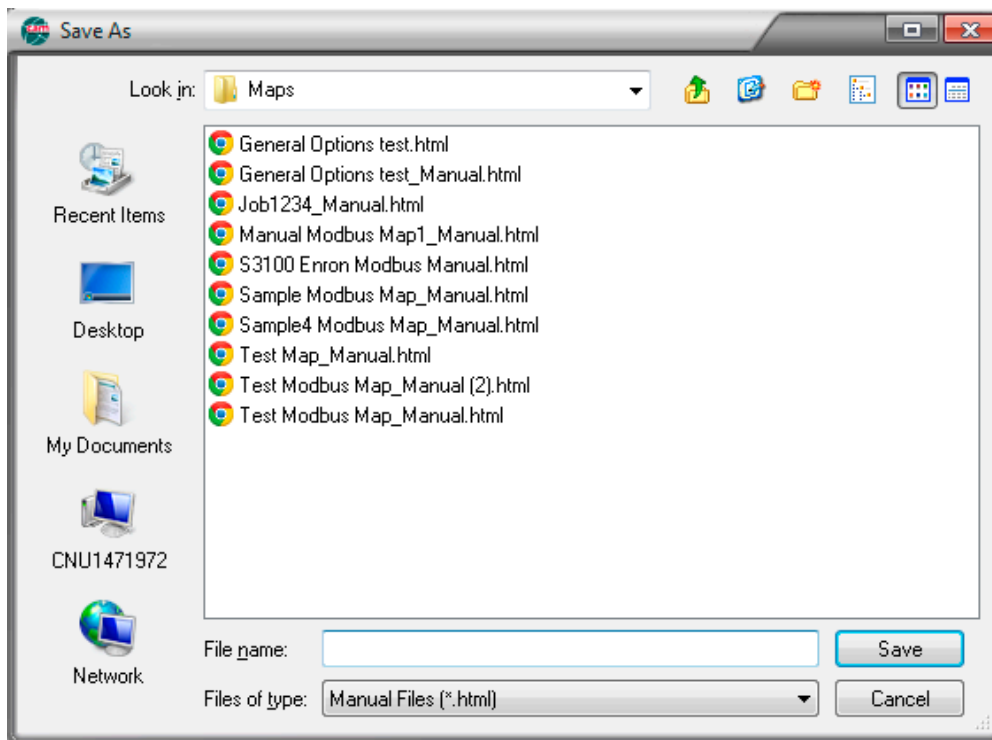 Save As
Look in: Maps
General Options test.html
General Options test_Manual.html
Job1234_Manual.html
Manual Modbus Map1_Manual.html
S3100 Enron Modbus Manual.html
Sample Modbus Map_Manual.html
Sample4 Modbus Map_Manual.html
Test Map_Manual.html
Test Modbus Map_Manual (2).html
Test Modbus Map_Manual.html
Recent Items
Desktop
My Documents
CNU1471972
Network
File name:
Save
Files of type: Manual Files (*.html)
Cancel